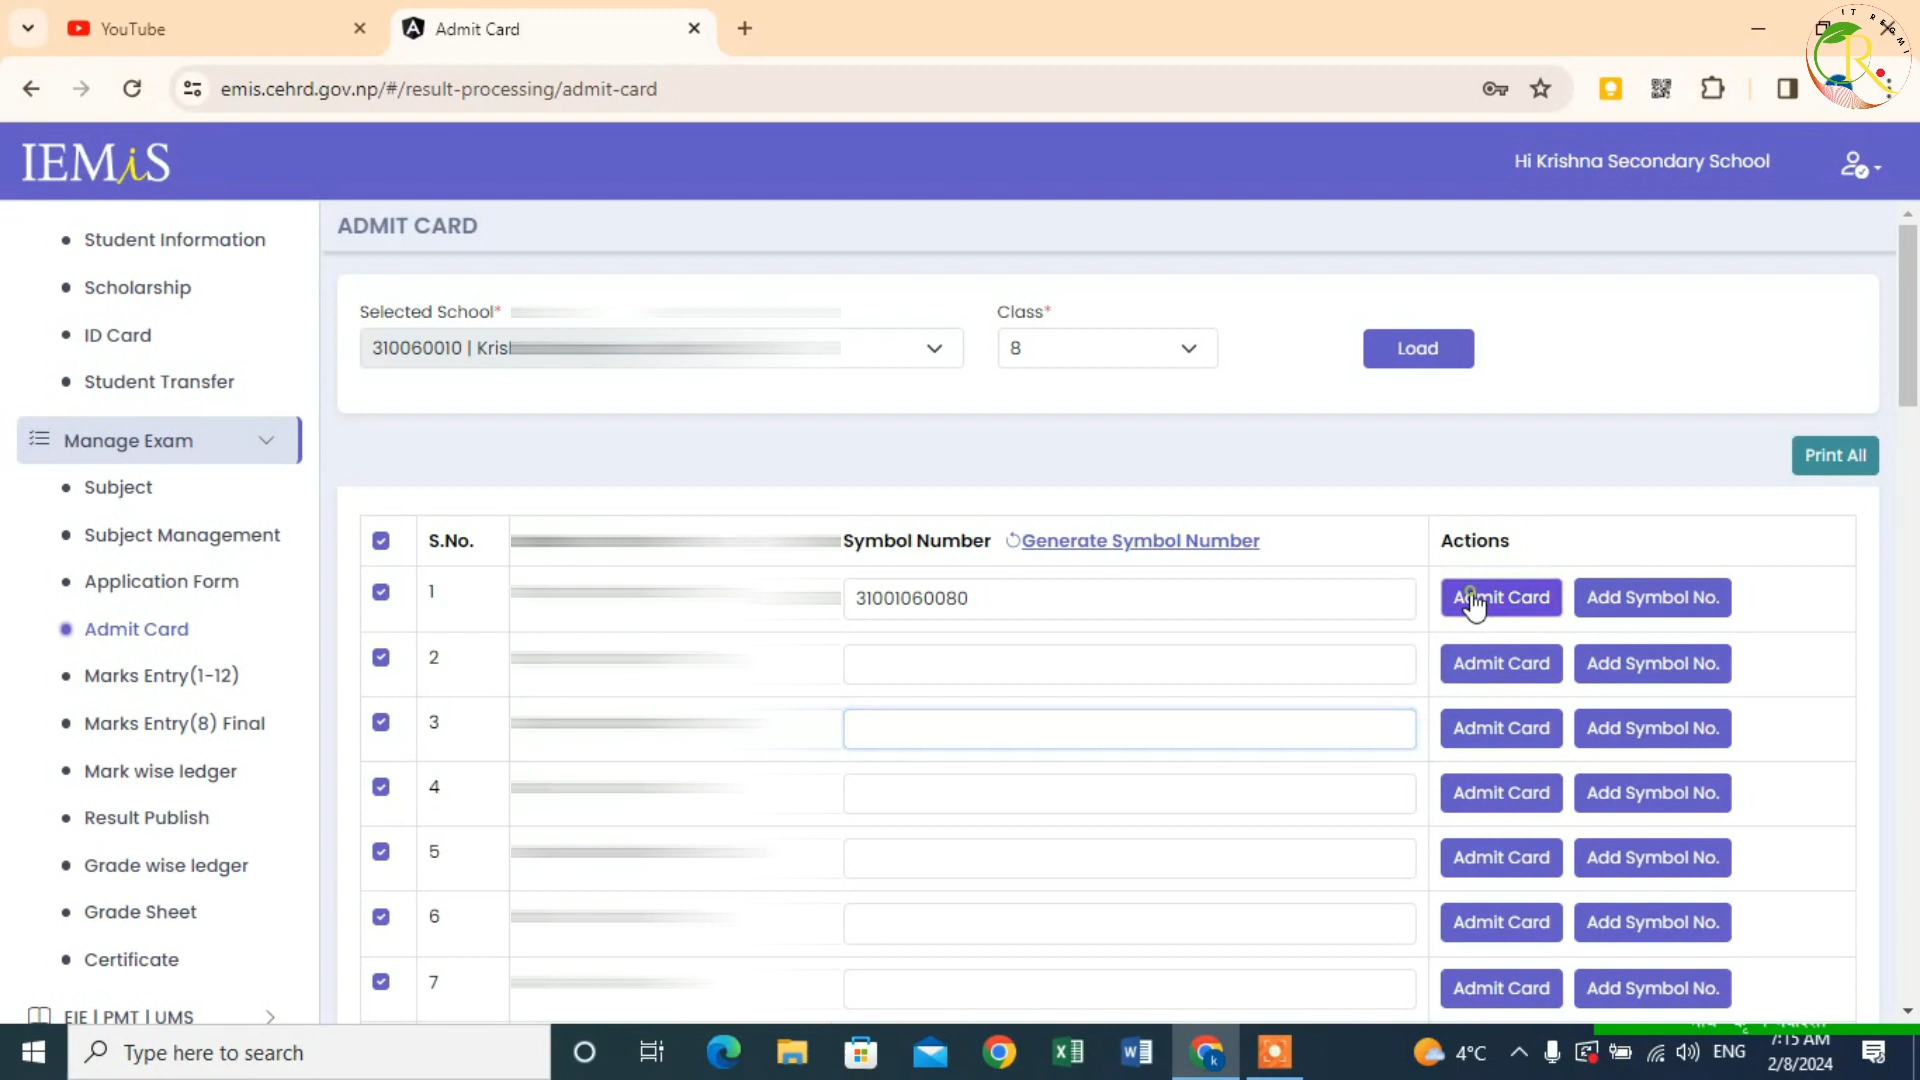 YouTube
Admit Card
IT REGMI
R
emis.cehrd.gov.np/#/result-processing/admit-card
IEMiS
Hi Krishna Secondary School
Student Information
Scholarship
ID Card
Student Transfer
Manage Exam
Subject
Subject Management
Application Form
Admit Card
Marks Entry(1-12)
Marks Entry(8) Final
Mark wise ledger
Result Publish
Grade wise ledger
Grade Sheet
Certificate
EIE | PMT | UMS
ADMIT CARD
Selected School*
Class*
310060010 | Kris
8
Load
Print All
S.No.
Symbol Number
Generate Symbol Number
Actions
1
31001060080
Admit Card
Add Symbol No.
2
Admit Card
Add Symbol No.
3
Admit Card
Add Symbol No.
4
Admit Card
Add Symbol No.
5
Admit Card
Add Symbol No.
6
Admit Card
Add Symbol No.
7
Admit Card
Add Symbol No.
Type here to search
4°C
ENG
7:15 AM
2/8/2024